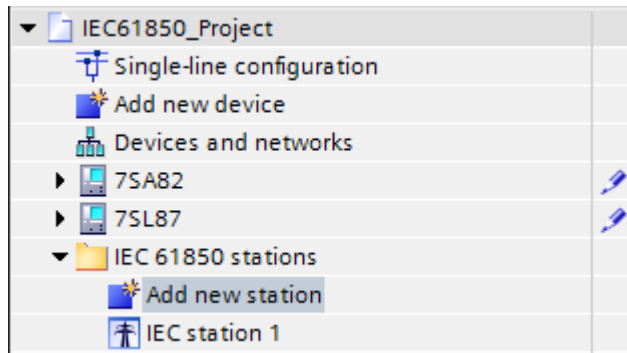 IEC61850_Project
Single-line configuration
Add new device
Devices and networks
7SA82
7SL87
IEC 61850 stations
Add new station
IEC station 1